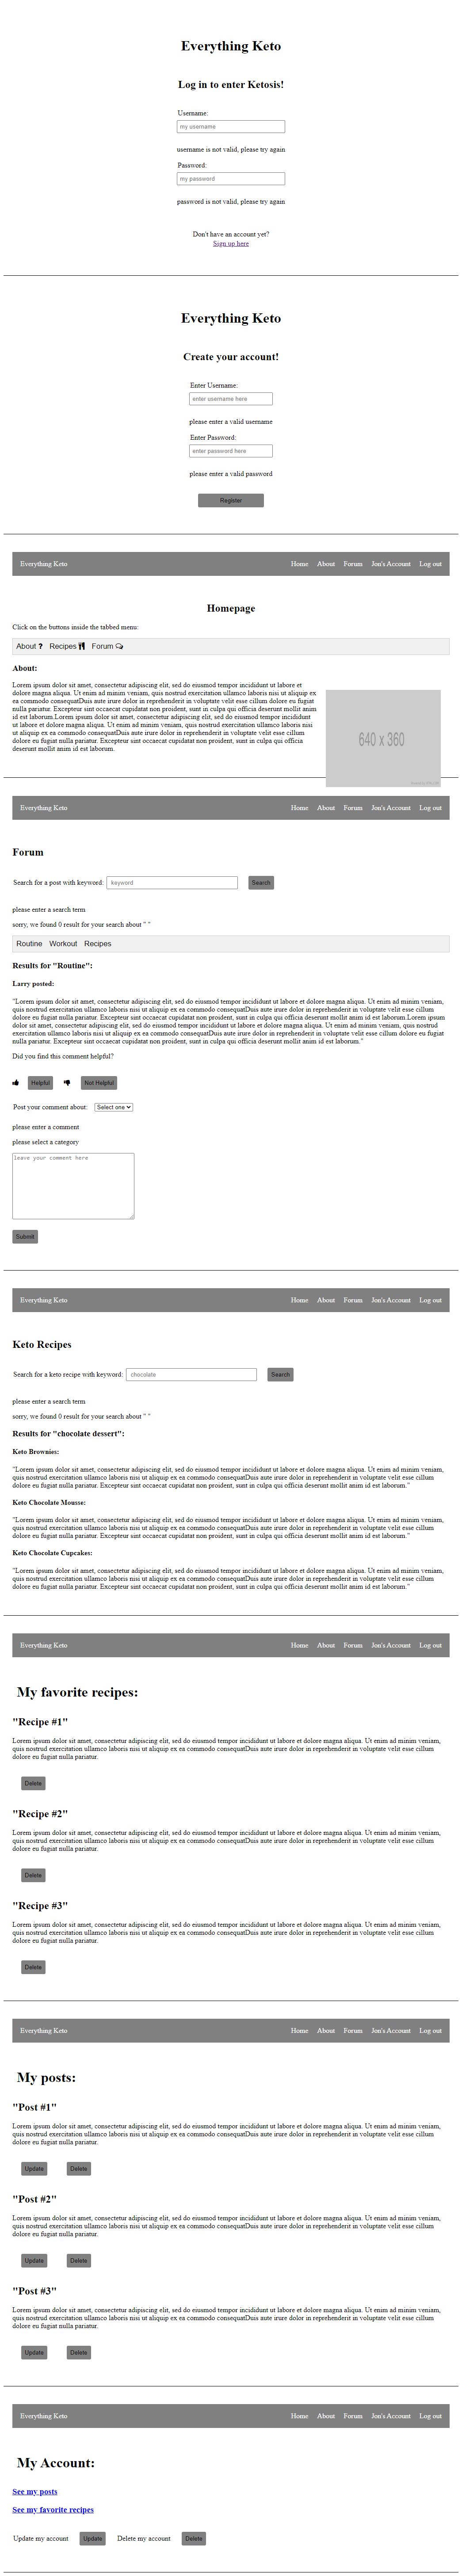 Everything Keto
Log in to enter Ketosis!
Username:
my username
username is not valid, please try again
Password:
my password
password is not valid, please try again
Don't have an account yet?
Sign up here
Everything Keto
Create your account!
Enter Username:
enter username here
please enter a valid username
Enter Password:
enter password here
please enter a valid password
Register
Everything Keto Home About Forum Jon's Account Log out
Homepage
Click on the buttons inside the tabbed menu:
About ? Recipes Forum
About:
Lorem ipsum dolor sit amet, consectetur adipiscing elit, sed do eiusmod tempor incididunt ut labore et
dolore magna aliqua. Ut enim ad minim veniam, quis nostrud exercitation ullamco laboris nisi ut aliquip ex
ea commodo consequatDuis aute irure dolor in reprehenderit in voluptate velit esse cillum dolore eu fugiat
nulla pariatur. Excepteur sint occaecat cupidatat non proident, sunt in culpa qui officia deserunt mollit anim
id est laborum.Lorem ipsum dolor sit amet, consectetur adipiscing elit, sed do eiusmod tempor incididunt
ut labore et dolore magna aliqua. Ut enim ad minim veniam, quis nostrud exercitation ullamco laboris nisi
ut aliquip ex ea commodo consequatDuis aute irure dolor in reprehenderit in voluptate velit esse cillum
dolore eu fugiat nulla pariatur. Excepteur sint occaecat cupidatat non proident, sunt in culpa qui officia
deserunt mollit anim id est laborum.
640 x 360
Everything Keto Home About Forum Jon's Account Log out
Forum
Search for a post with keyword: keyword Search
please enter a search term
sorry, we found 0 result for your search about " "
Routine Workout Recipes
Results for "Routine":
Larry posted:
"Lorem ipsum dolor sit amet, consectetur adipiscing elit, sed do eiusmod tempor incididunt ut labore et dolore magna aliqua. Ut enim ad minim veniam, quis
nostrud exercitation ullamco laboris nisi ut aliquip ex ea commodo consequatDuis aute irure dolor in reprehenderit in voluptate velit esse cillum dolore eu
fugiat nulla pariatur. Excepteur sint occaecat cupidatat non proident, sunt in culpa qui officia deserunt mollit anim id est laborum.Lorem ipsum
dolor sit amet, consectetur adipiscing elit, sed do eiusmod tempor incididunt ut labore et dolore magna aliqua. Ut enim ad minim veniam, quis nostrud
exercitation ullamco laboris nisi ut aliquip ex ea commodo consequatDuis aute irure dolor in reprehenderit in voluptate velit esse cillum dolore eu fugiat
nulla pariatur. Excepteur sint occaecat cupidatat non proident, sunt in culpa qui officia deserunt mollit anim id est laborum."
Did you find this comment helpful?
Helpful Not Helpful
Post your comment about: Select one
please enter a comment
please select a category
leave your comment here
Submit
Everything Keto Home About Forum Jon's Account Log out
Keto Recipes
Search for a keto recipe with keyword: chocolate Search
please enter a search term
sorry, we found 0 result for your search about " "
Results for "chocolate dessert":
Keto Brownies:
"Lorem ipsum dolor sit amet, consectetur adipiscing elit, sed do eiusmod tempor incididunt ut labore et dolore magna aliqua. Ut enim ad minim veniam,
quis nostrud exercitation ullamco laboris nisi ut aliquip ex ea commodo consequatDuis aute irure dolor in reprehenderit in voluptate velit esse cillum
dolore eu fugiat nulla pariatur. Excepteur sint occaecat cupidatat non proident, sunt in culpa qui officia deserunt mollit anim id est laborum"
Keto Chocolate Mousse:
"Lorem ipsum dolor sit amet, consectetur adipiscing elit, sed do eiusmod tempor incididunt ut labore et dolore magna aliqua. Ut enim ad minim veniam,
quis nostrud exercitation ullamco laboris nisi ut aliquip ex ea commodo consequatDuis aute irure dolor in reprehenderit in voluptate velit esse cillum
dolore eu fugiat nulla pariatur. Excepteur sint occaecat cupidatat non proident, sunt in culpa qui officia deserunt mollit anim id est laborum."
Keto Chocolate Cupcakes:
"Lorem ipsum dolor sit amet, consectetur adipiscing elit, sed do eiusmod tempor incididunt ut labore et dolore magna aliqua. Ut enim ad minim veniam,
quis nostrud exercitation ullamco laboris nisi ut aliquip ex ea commodo consequatDuis aute irure dolor in reprehenderit in voluptate velit esse cillum
dolore eu fugiat nulla pariatur. Excepteur sint occaecat cupidatat non proident, sunt in culpa qui officia deserunt mollit anim id est laborum."
Everything Keto Home About Forum Jon's Account Log out
My favorite recipes:
"Recipe #1"
Lorem ipsum dolor sit amet, consectetur adipiscing elit, sed do eiusmod tempor incididunt ut labore et dolore magna aliqua. Ut enim ad minim veniam,
quis nostrud exercitation ullamco laboris nisi ut aliquip ex ea commodo consequatDuis aute irure dolor in reprehenderit in voluptate velit esse cillum
dolore eu fugiat nulla pariatur.
Delete
"Recipe #2"
Lorem ipsum dolor sit amet, consectetur adipiscing elit, sed do eiusmod tempor incididunt ut labore et dolore magna aliqua. Ut enim ad minim veniam,
quis nostrud exercitation ullamco laboris nisi ut aliquip ex ea commodo consequatDuis aute irure dolor in reprehenderit in voluptate velit esse cillum
dolore eu fugiat nulla pariatur.
Delete
"Recipe #3"
Lorem ipsum dolor sit amet, consectetur adipiscing elit, sed do eiusmod tempor incididunt ut labore et dolore magna aliqua. Ut enim ad minim veniam,
quis nostrud exercitation ullamco laboris nisi ut aliquip ex ea commodo consequatDuis aute irure dolor in reprehenderit in voluptate velit esse cillum
dolore eu fugiat nulla pariatur.
Delete
Everything Keto Home About Forum Jon's Account Log out
My posts:
"Post #1"
Lorem ipsum dolor sit amet, consectetur adipiscing elit, sed do eiusmod tempor incididunt ut labore et dolore magna aliqua. Ut enim ad minim veniam,
quis nostrud exercitation ullamco laboris nisi ut aliquip ex ea commodo consequatDuis aute irure dolor in reprehenderit in voluptate velit esse cillum
dolore eu fugiat nulla pariatur.
Update Delete
"Post #2"
Lorem ipsum dolor sit amet, consectetur adipiscing elit, sed do eiusmod tempor incididunt ut labore et dolore magna aliqua. Ut enim ad minim veniam,
quis nostrud exercitation ullamco laboris nisi ut aliquip ex ea commodo consequatDuis aute irure dolor in reprehenderit in voluptate velit esse cillum
dolore eu fugiat nulla pariatur.
Update Delete
"Post #3"
Lorem ipsum dolor sit amet, consectetur adipiscing elit, sed do eiusmod tempor incididunt ut labore et dolore magna aliqua. Ut enim ad minim veniam,
quis nostrud exercitation ullamco laboris nisi ut aliquip ex ea commodo consequatDuis aute irure dolor in reprehenderit in voluptate velit esse cillum
dolore eu fugiat nulla pariatur.
Update Delete
Everything Keto Home About Forum Jon's Account Log out
My Account:
See my posts
See my favorite recipes
Update my account Update Delete my account Delete